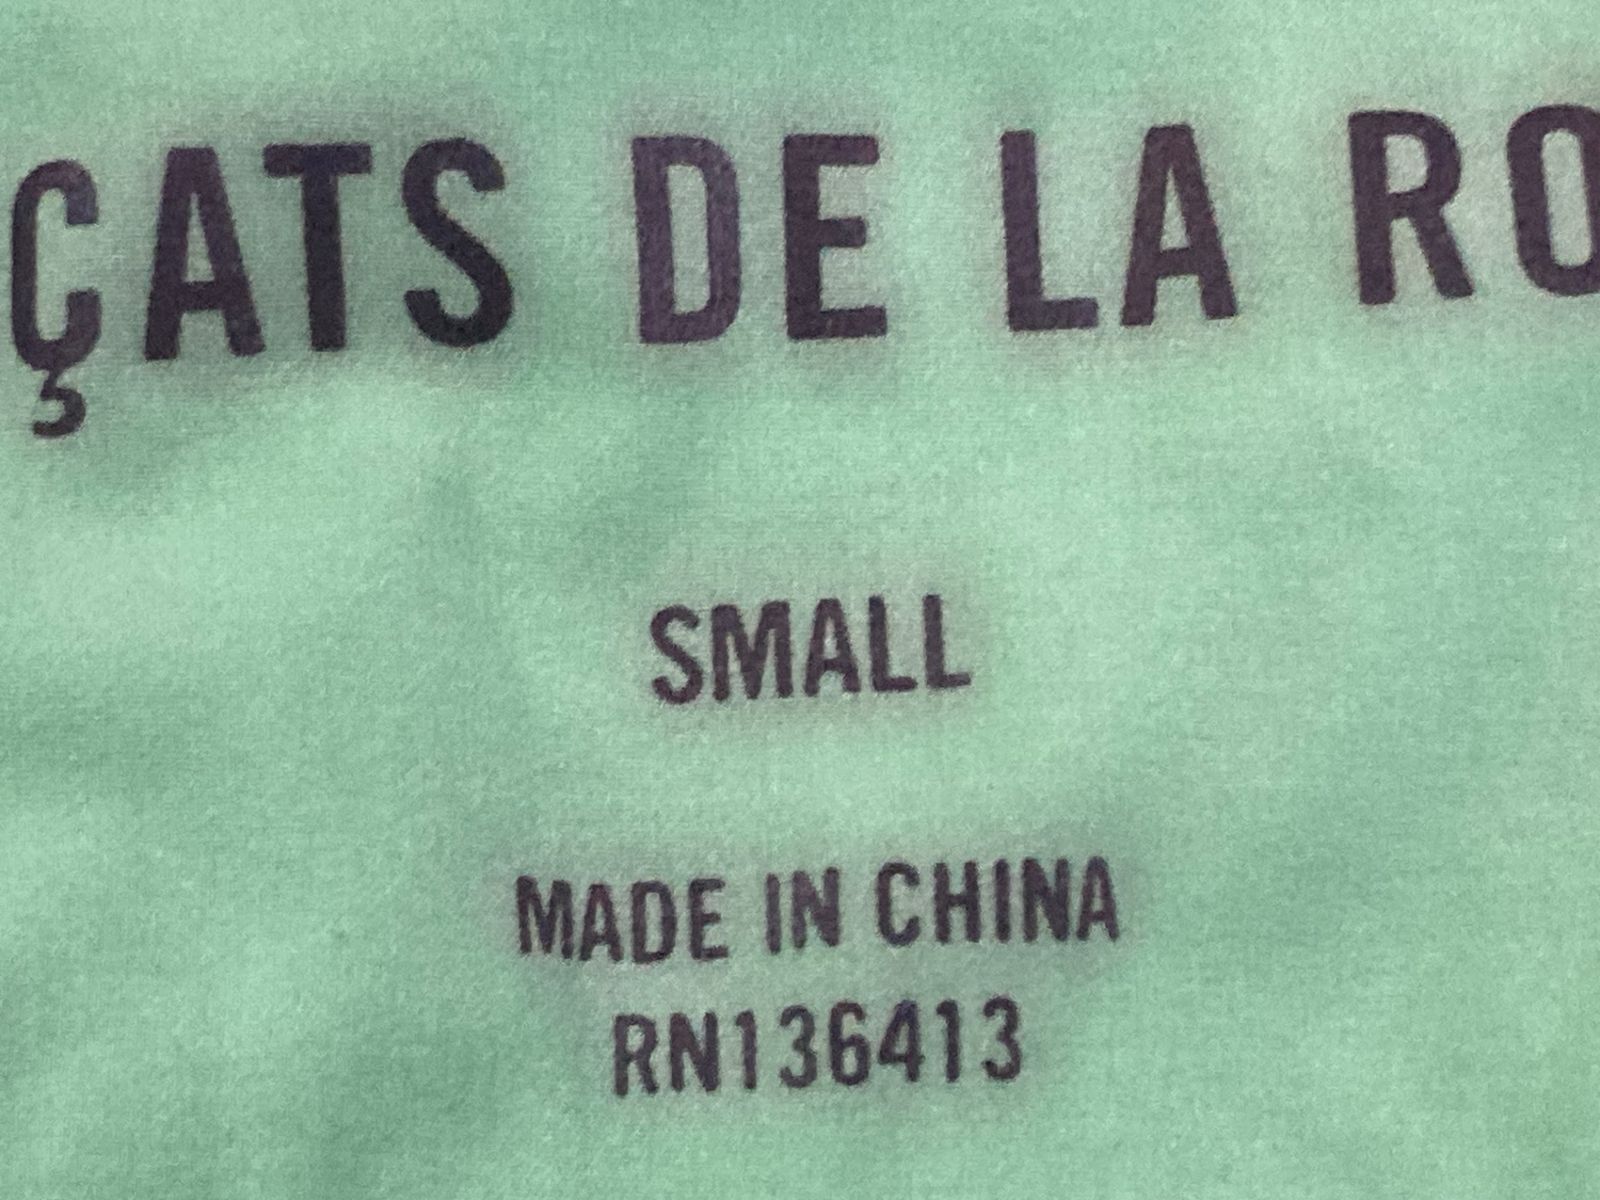 ÇATS DE LA RO
SMALL
MADE IN CHINA
RN136413